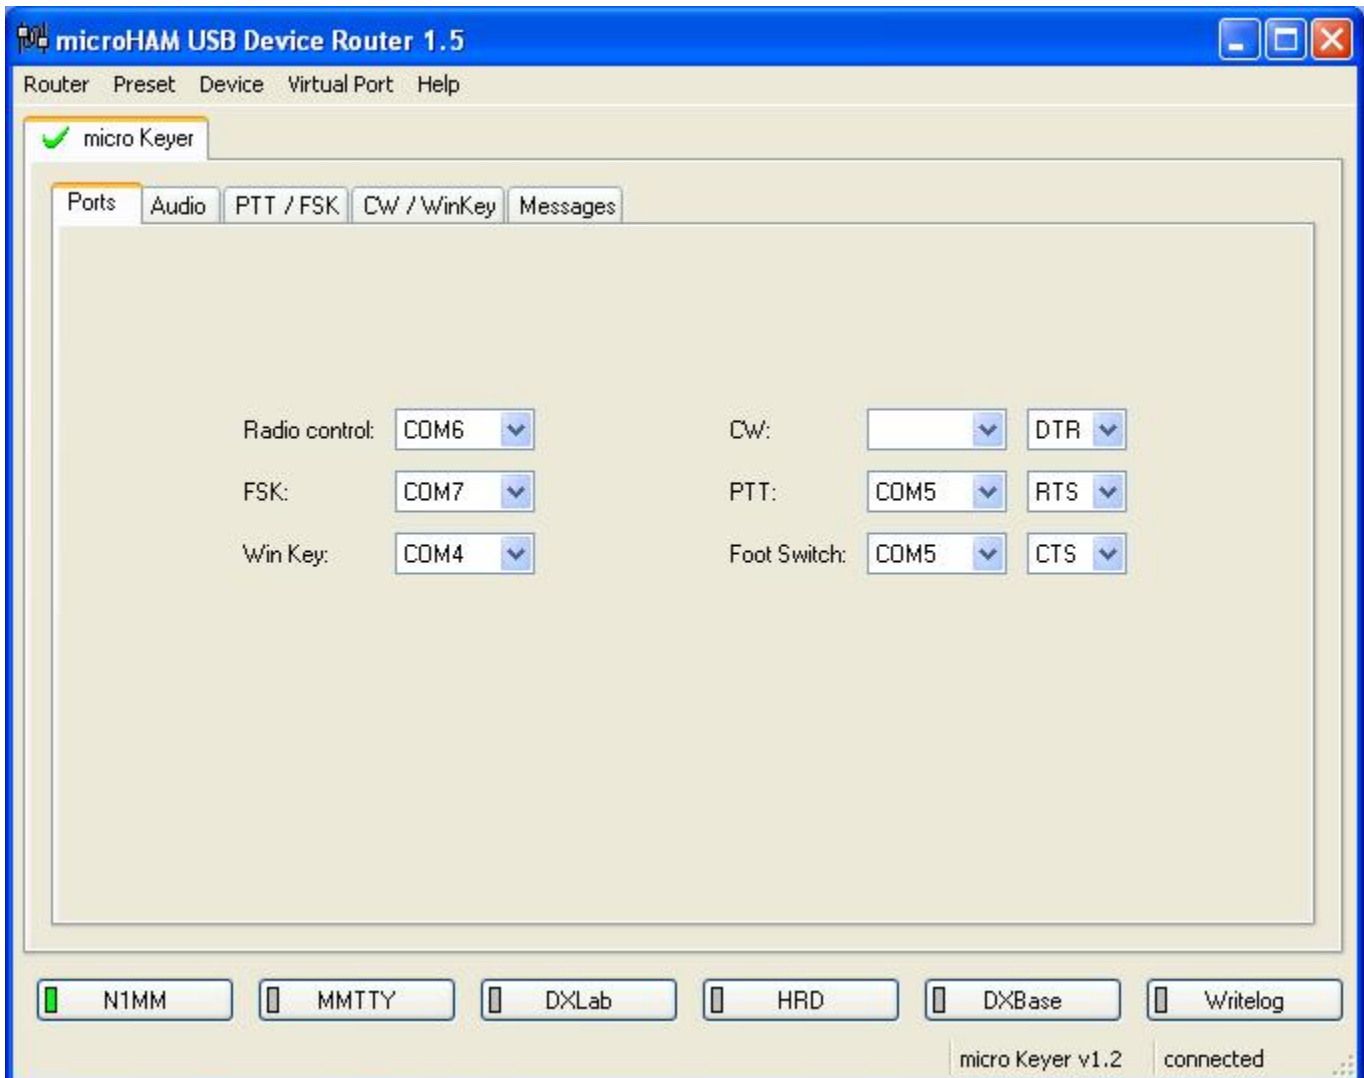 microHAM USB Device Router 1.5
Router Preset Device Virtual Port Help
micro Keyer
Ports Audio PTT / FSK CW / WinKey Messages
Radio control: COM6 CW: DTR
FSK: COM7 PTT: COM5 RTS
Win Key: COM4 Foot Switch: COM5 CTS
N1MM MMTTY DXLab HRD DXBase Writelog
micro Keyer v1.2 connected